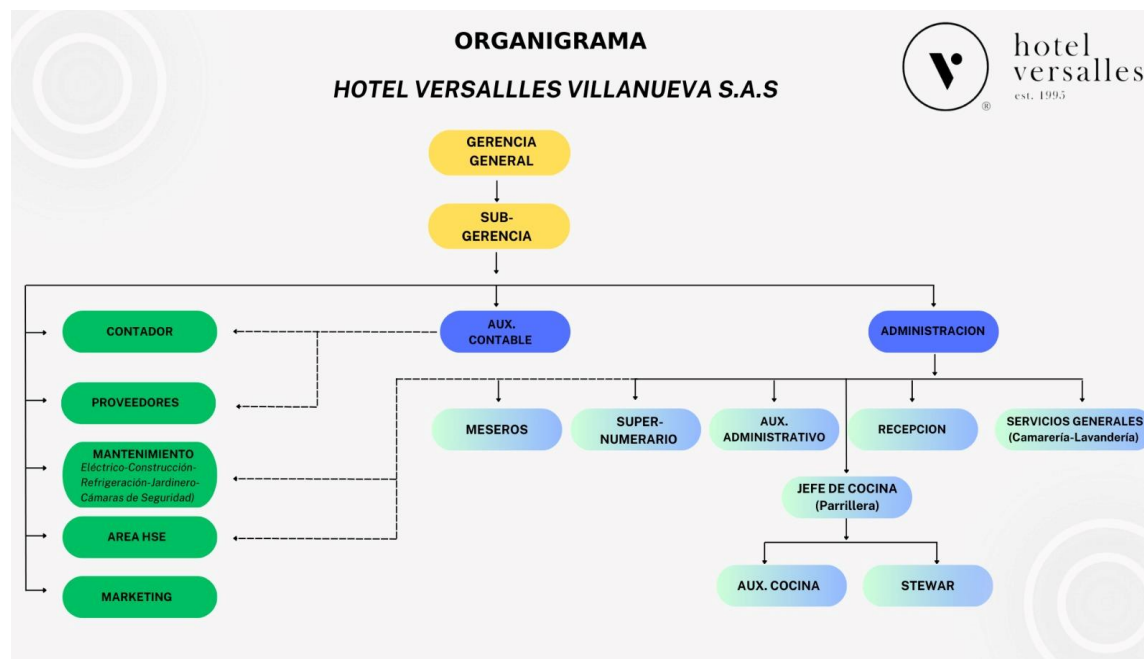 ORGANIGRAMA
HOTEL VERSALLLES VILLANUEVA S.A.S
hotel
versalles
est. 1995
®
GERENCIA
GENERAL
SUB-
GERENCIA
CONTADOR
AUX.
CONTABLE
ADMINISTRACION
PROVEEDORES
MESEROS
SUPER-
NUMERARIO
AUX.
ADMINISTRATIVO
RECEPCION
SERVICIOS GENERALES
(Camarería-Lavandería)
MANTENIMIENTO
Eléctrico-Construcción-
Refrigeración-Jardinero-
Cámaras de Seguridad)
JEFE DE COCINA
(Parrillera)
AREA HSE
MARKETING
AUX. COCINA
STEWAR